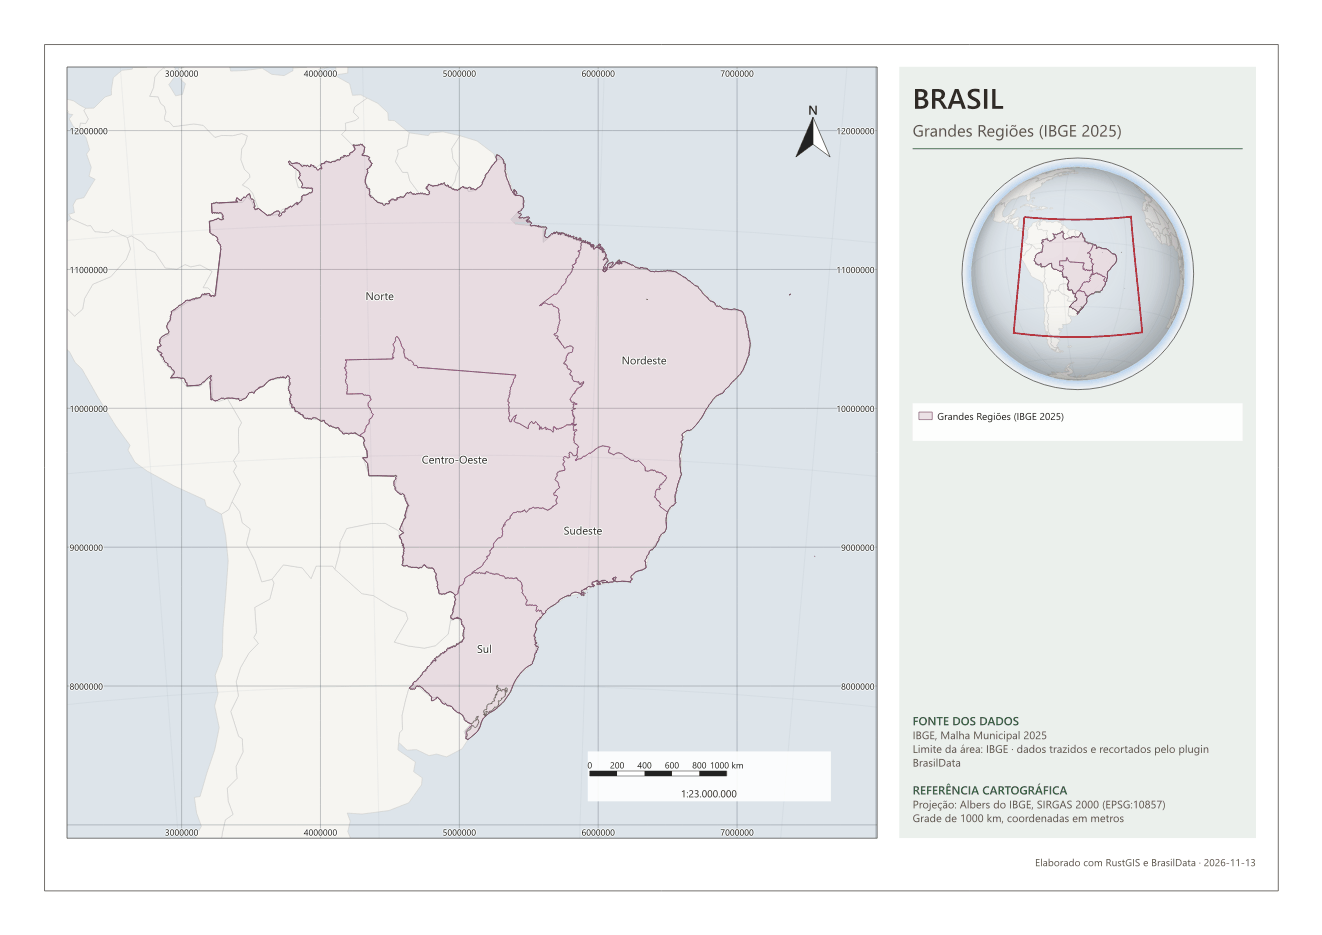 3000000 4000000 5000000 6000000 7000000
N
12000000 12000000
11000000 11000000
Norte
Nordeste
10000000 10000000
Centro-Oeste
Sudeste
9000000 9000000
Sul
8000000 8000000
0 200 400 600 800 1000 km
1:23.000.000
3000000 4000000 5000000 6000000 7000000
BRASIL
Grandes Regiões (IBGE 2025)
Grandes Regiões (IBGE 2025)
FONTE DOS DADOS
IBGE, Malha Municipal 2025
Limite da área: IBGE · dados trazidos e recortados pelo plugin
BrasilData
REFERÊNCIA CARTOGRÁFICA
Projeção: Albers do IBGE, SIRGAS 2000 (EPSG:10857)
Grade de 1000 km, coordenadas em metros
Elaborado com RustGIS e BrasilData · 2026-11-13